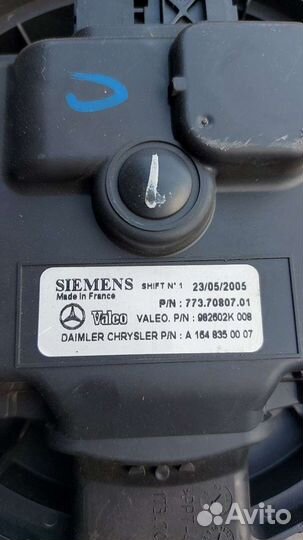 SIEMENS SHIFT N° 1 23/05/2005
Made in France
P/N : 773.70807.01
Valeo VALEO. P/N : 982602K 008
DAIMLER CHRYSLER P/N : A 164 835 00 07
Avito